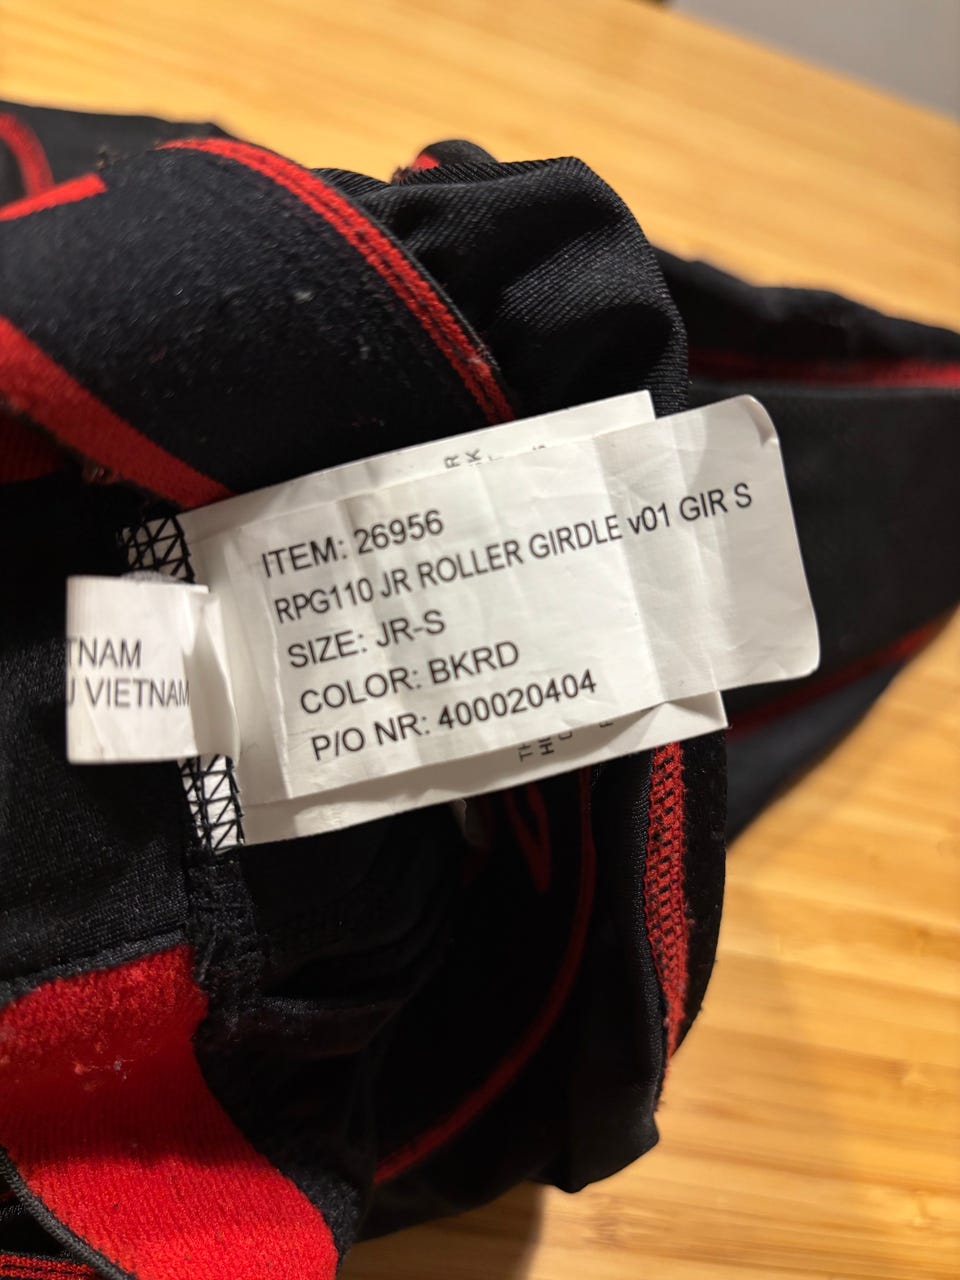 ITEM: 26956
RPG110 JR ROLLER GIRDLE v01 GIR S
SIZE: JR-S
COLOR: BKRD
P/O NR: 400020404
TNAM
VIETNAM